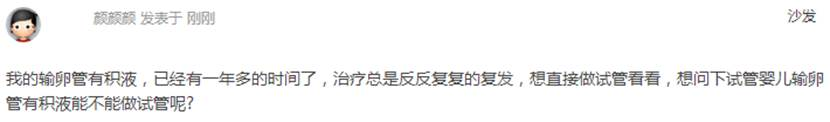 颜颜颜 发表于 刚刚
沙发
我的输卵管有积液，已经有一年多的时间了，治疗总是反反复复的复发，想直接做试管看看，想问下试管婴儿输卵
管有积液能不能做试管呢?